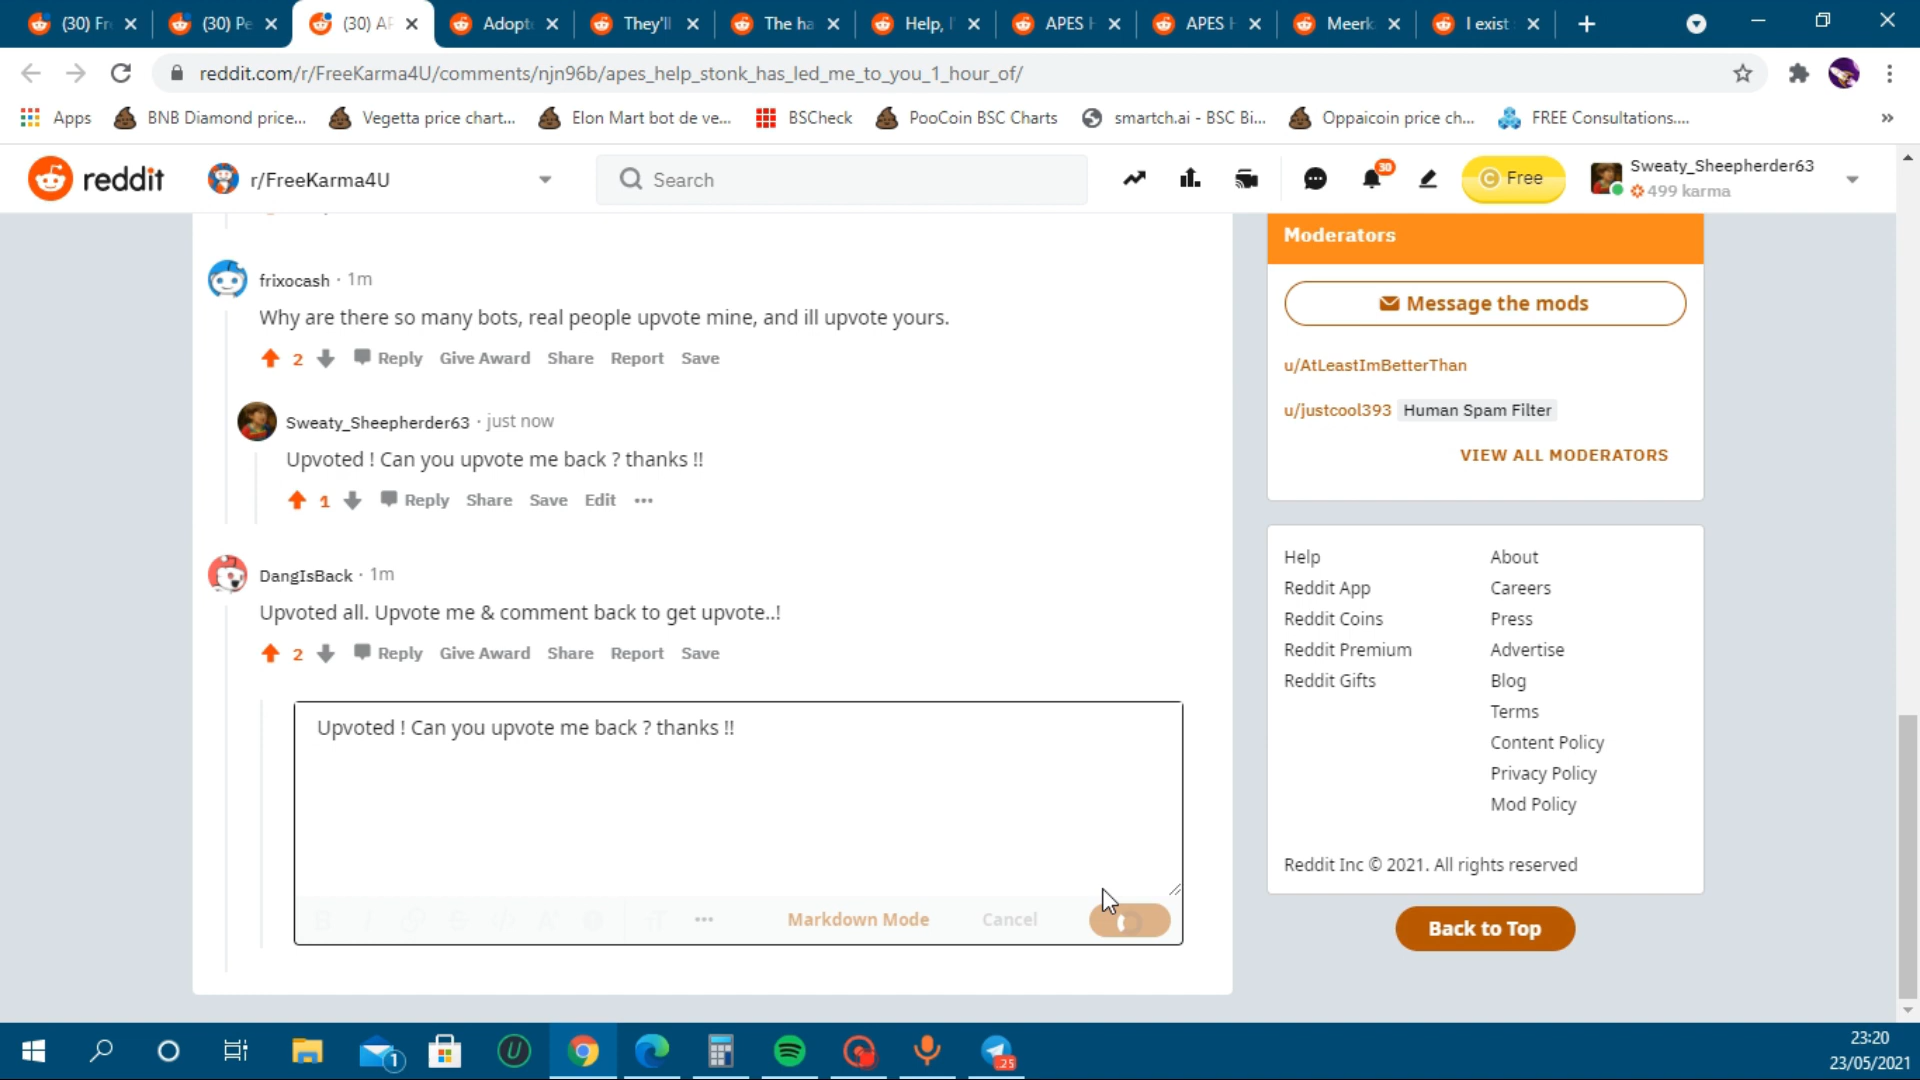 (30) Fr
(30) Pe
(30) AP
Adopt
They'll
The ha
Help, I'
APES H
APES H
Meerk
I exist
reddit.com/r/FreeKarma4U/comments/njn96b/apes_help_stonk_has_led_me_to_you_1_hour_of/
Apps
BNB Diamond price...
Vegetta price chart...
Elon Mart bot de ve...
BSCheck
PooCoin BSC Charts
smartch.ai - BSC Bi...
Oppaicoin price ch...
FREE Consultations....
»
reddit
r/FreeKarma4U
Search
30
Free
Sweaty_Sheepherder63
499 karma
frixocash · 1m
Why are there so many bots, real people upvote mine, and ill upvote yours.
2 Reply Give Award Share Report Save
Sweaty_Sheepherder63 · just now
Upvoted ! Can you upvote me back ? thanks !!
1 Reply Share Save Edit ...
DangIsBack · 1m
Upvoted all. Upvote me & comment back to get upvote..!
2 Reply Give Award Share Report Save
Upvoted ! Can you upvote me back ? thanks !!
... Markdown Mode Cancel
Moderators
Message the mods
u/AtLeastImBetterThan
u/justcool393 Human Spam Filter
VIEW ALL MODERATORS
Help About
Reddit App Careers
Reddit Coins Press
Reddit Premium Advertise
Reddit Gifts Blog
Terms
Content Policy
Privacy Policy
Mod Policy
Reddit Inc © 2021. All rights reserved
Back to Top
1
25
23:20
23/05/2021